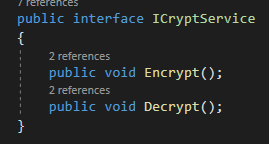 7 references
public interface ICryptService
{
2 references
public void Encrypt();
2 references
public void Decrypt();
}